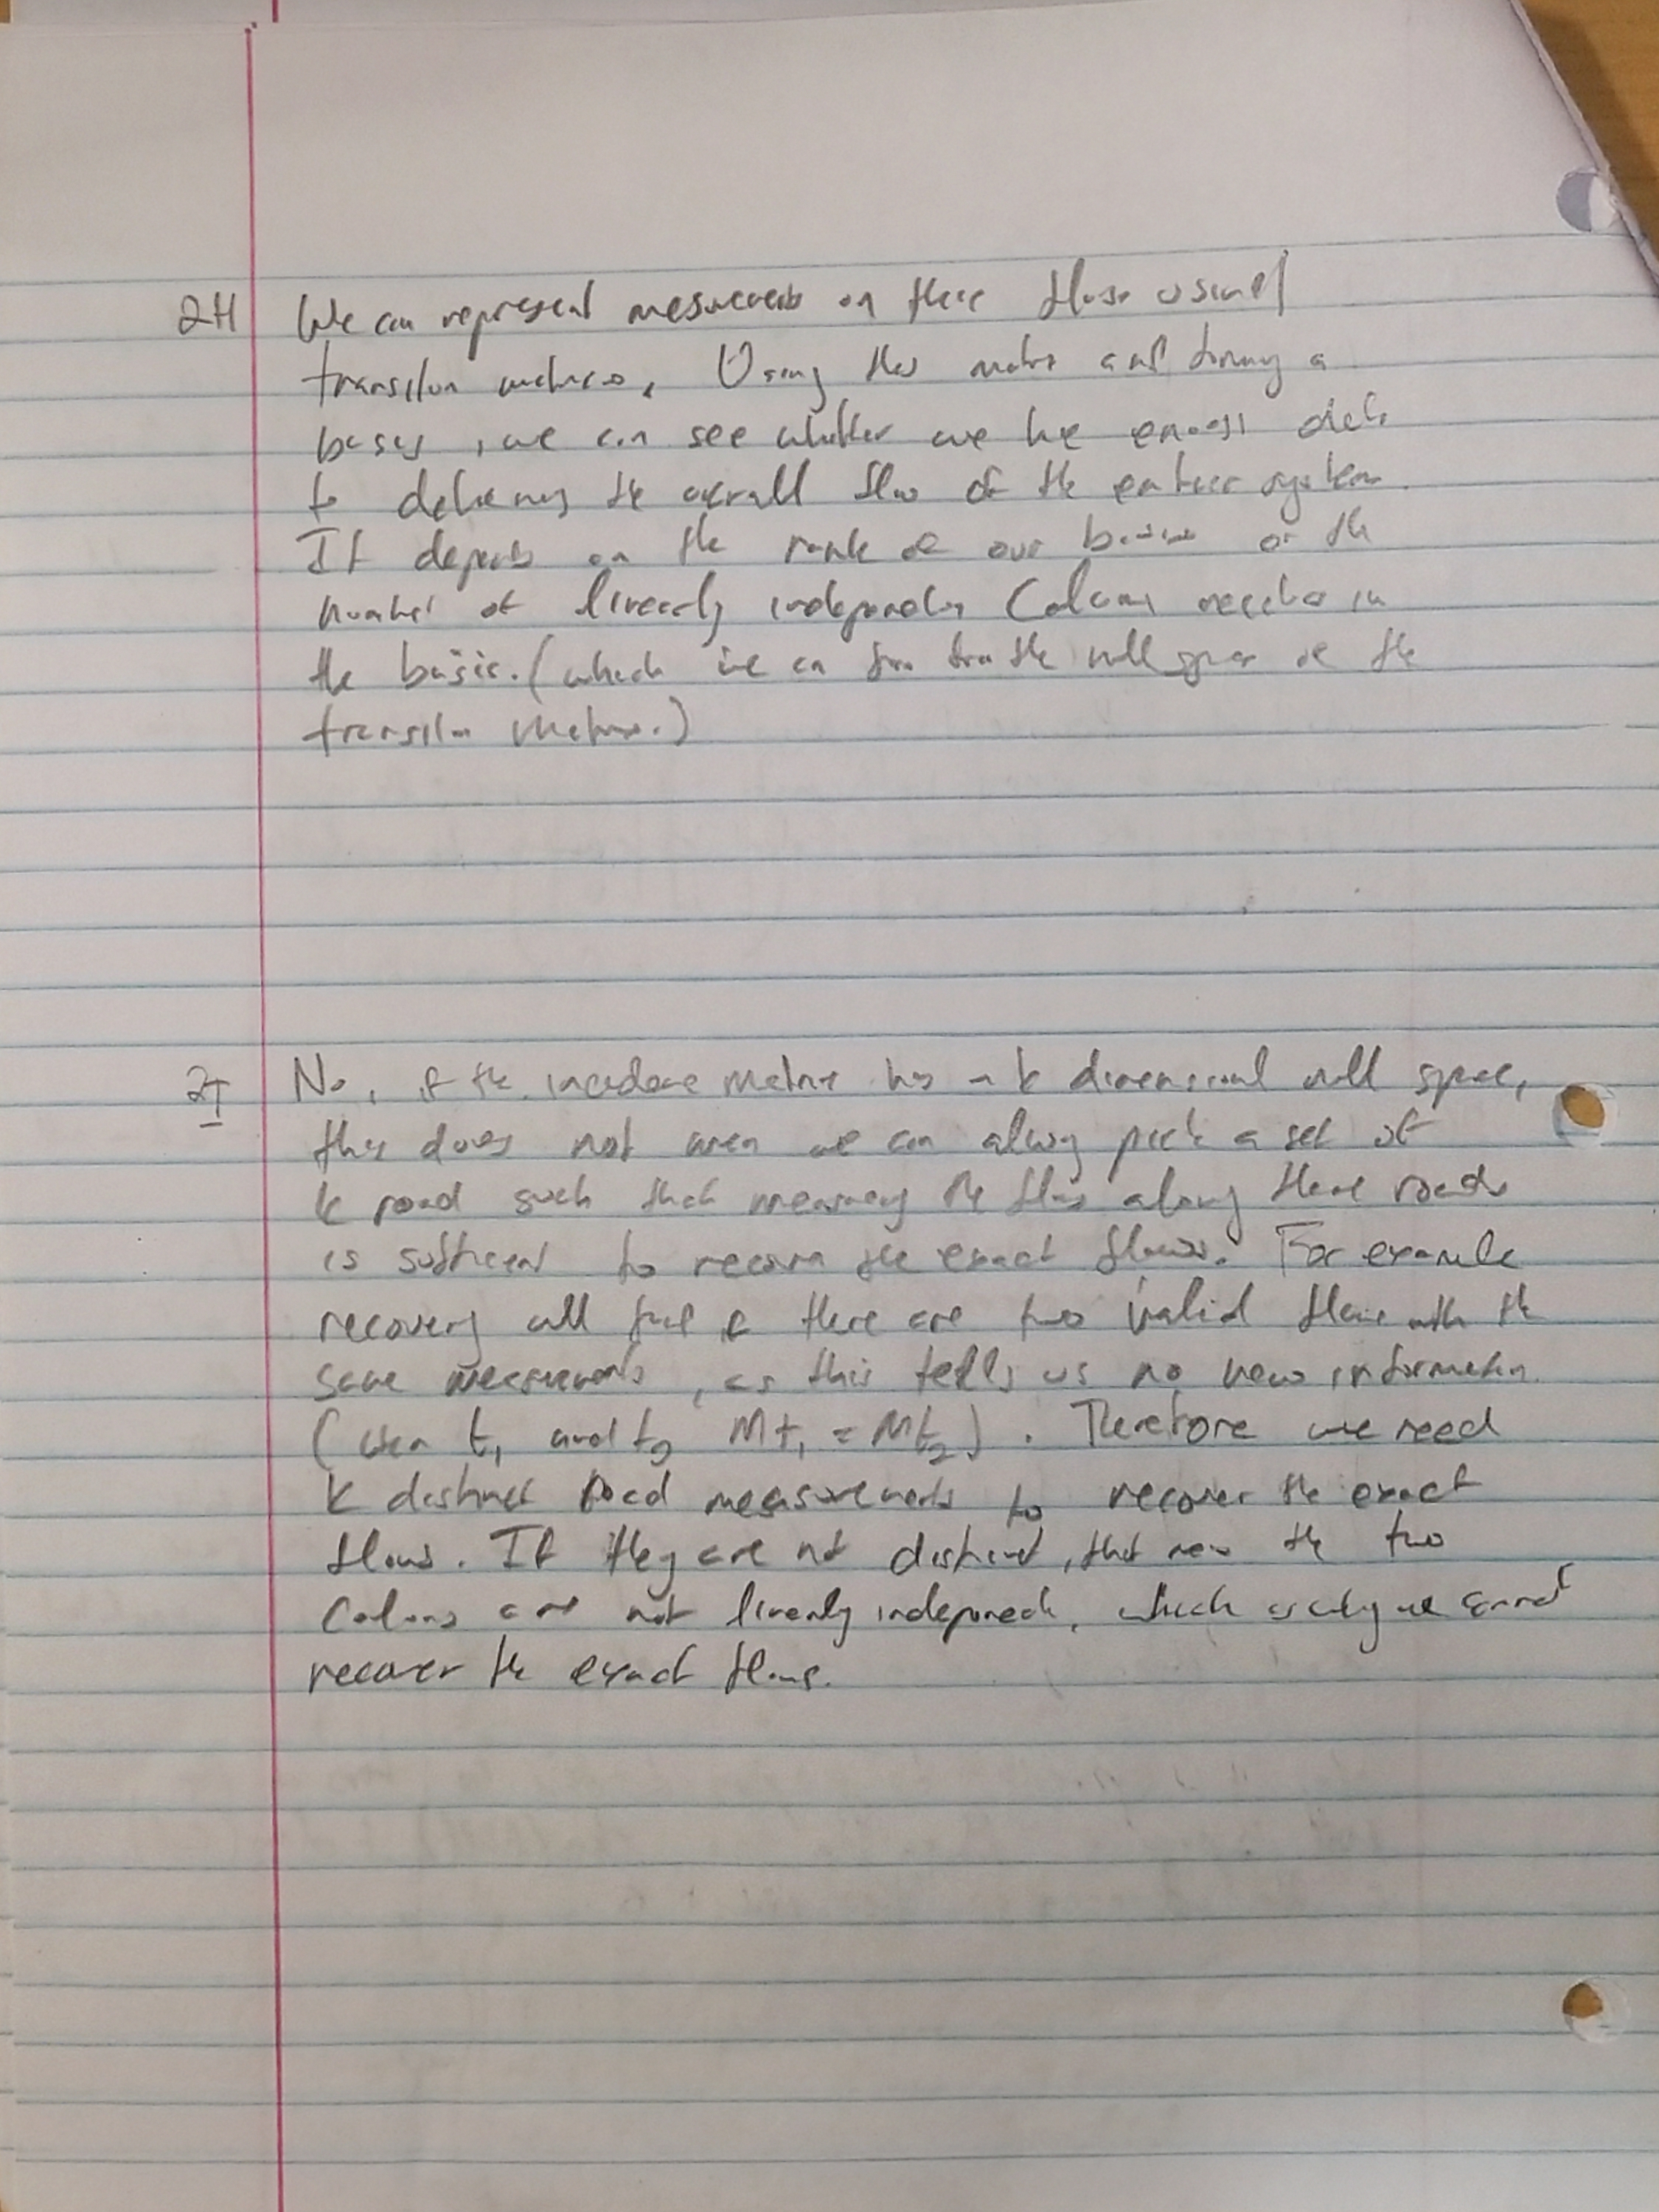 2H We can represent measurements on these flows using
transition matrices. Using this matrix and forming a
basis, we can see whether we have enough data
to determine the overall flow of the entire system.
It depends on the rank of our basis or the
number of linearly independent Column vectors in
the basis. (which we can from the null space of the
transition matrix.)
2I No, if the incidence matrix has a k dimensional null space,
this does not mean we can always pick a set of
k road such that measuring the flow along these roads
is sufficient to recover the exact flows. For example
recovery will fail if there are two valid flows with the
same measurements, as this tells us no new information.
(when t₁ and t₂ Mt₁ = Mt₂). Therefore we need
k distinct road measurements to recover the exact
flows. If they are not distinct, that means the two
Columns are not linearly independent, which is why we cannot
recover the exact flows.